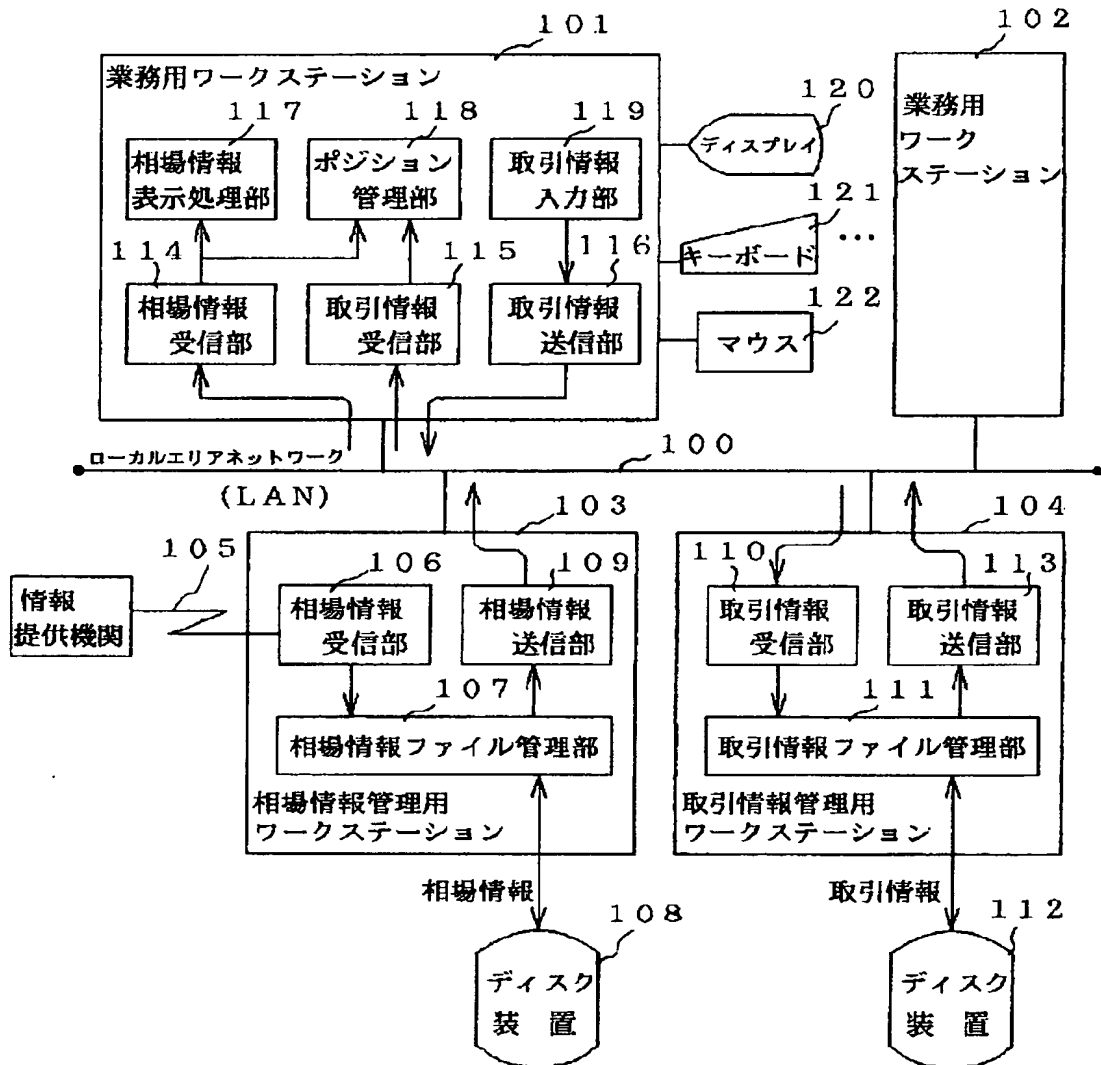 101
102
業務用ワークステーション
117
118
119
120
ディスプレイ
業務用
ワーク
ステーション
相場情報
表示処理部
ポジション
管理部
取引情報
入力部
121
キーボード
...
114
115
116
122
相場情報
受信部
取引情報
受信部
取引情報
送信部
マウス
ローカルエリアネットワーク
(LAN)
100
103
104
105
情報
提供機関
106
109
相場情報
受信部
相場情報
送信部
107
相場情報ファイル管理部
相場情報管理用
ワークステーション
110
113
取引情報
受信部
取引情報
送信部
111
取引情報ファイル管理部
取引情報管理用
ワークステーション
相場情報
108
ディスク
装置
取引情報
112
ディスク
装置